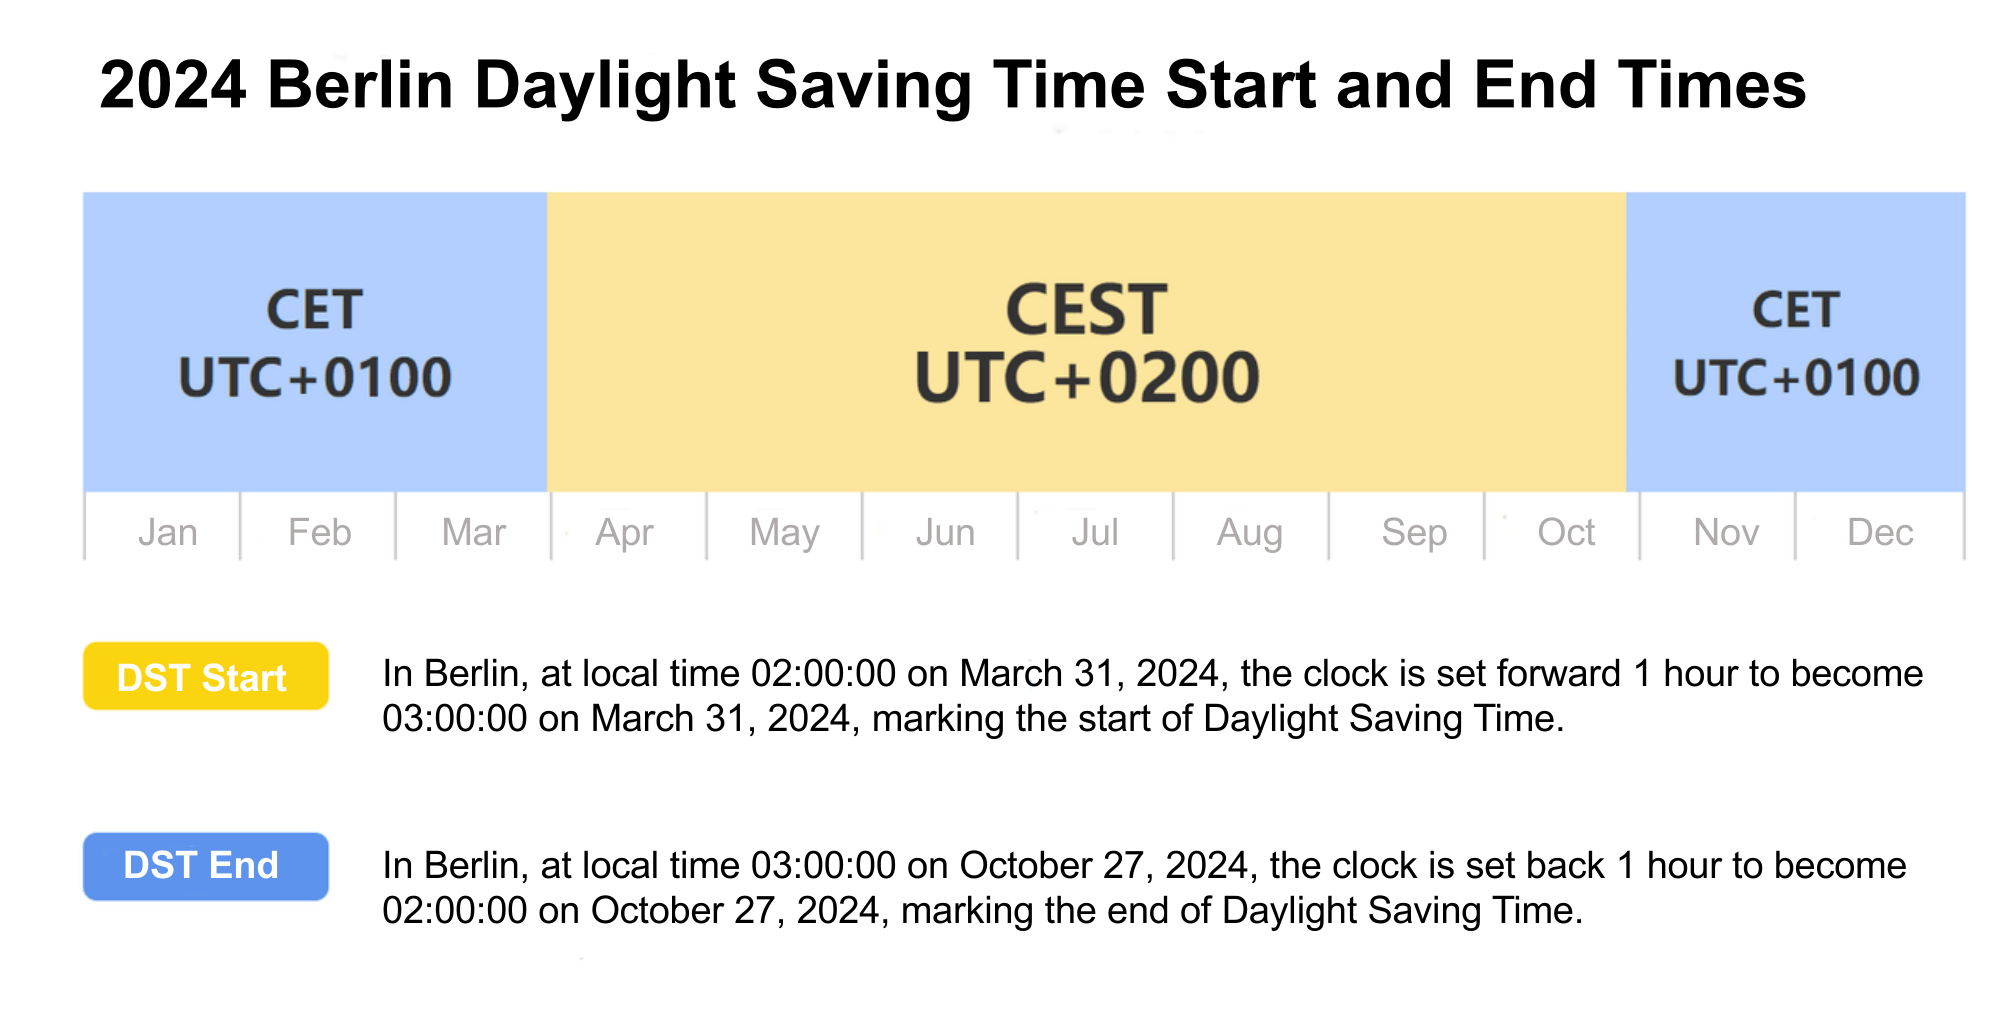 2024 Berlin Daylight Saving Time Start and End Times
CET
UTC+0100
CEST
UTC+0200
CET
UTC+0100
Jan Feb Mar Apr May Jun Jul Aug Sep Oct Nov Dec
DST Start
In Berlin, at local time 02:00:00 on March 31, 2024, the clock is set forward 1 hour to become
03:00:00 on March 31, 2024, marking the start of Daylight Saving Time.
DST End
In Berlin, at local time 03:00:00 on October 27, 2024, the clock is set back 1 hour to become
02:00:00 on October 27, 2024, marking the end of Daylight Saving Time.